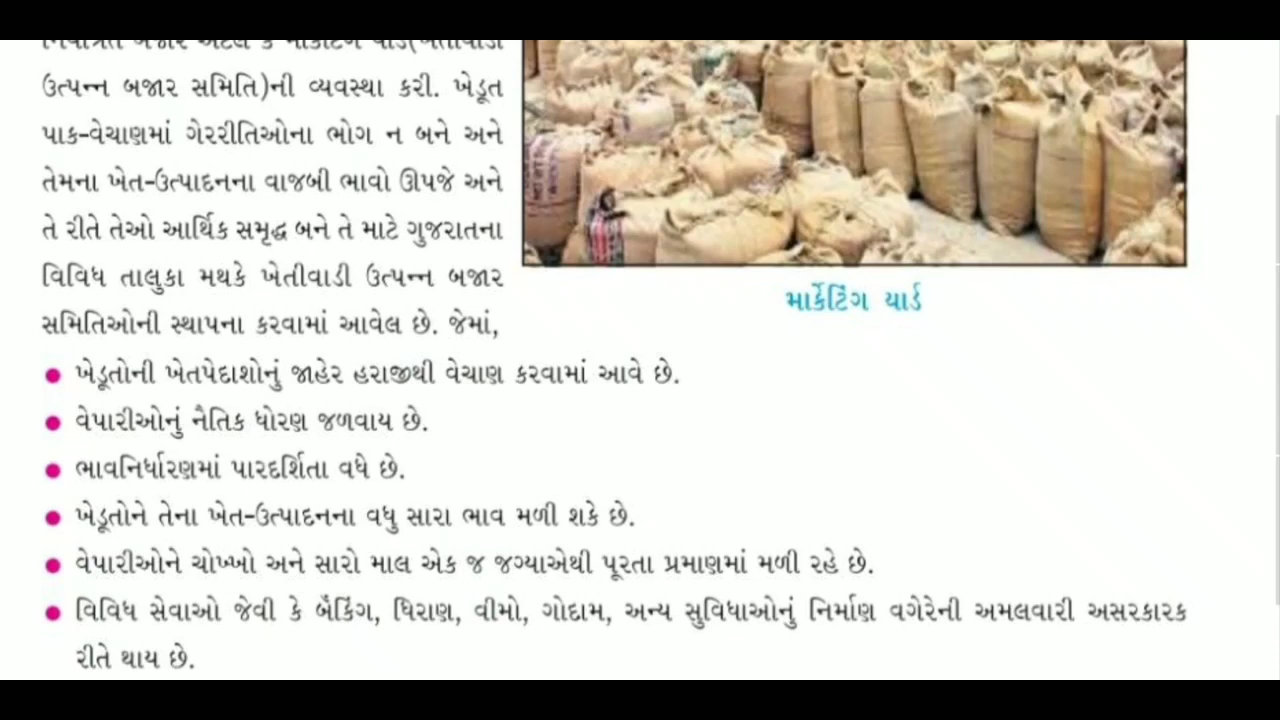 ઉત્પન્ન બજાર સમિતિ)ની વ્યવસ્થા કરી. ખેડૂત
પાક-વેચાણમાં ગેરરીતિઓના ભોગ ન બને અને
તેમના ખેત-ઉત્પાદનના વાજબી ભાવો ઊપજે અને
તે રીતે તેઓ આર્થિક સમૃદ્ધ બને તે માટે ગુજરાતના
વિવિધ તાલુકા મથકે ખેતીવાડી ઉત્પન્ન બજાર
સમિતિઓની સ્થાપના કરવામાં આવેલ છે. જેમાં,
માર્કેટિંગ યાર્ડ
● ખેડૂતોની ખેતપેદાશોનું જાહેર હરાજીથી વેચાણ કરવામાં આવે છે.
● વેપારીઓનું નૈતિક ધોરણ જળવાય છે.
● ભાવનિર્ધારણમાં પારદર્શિતા વધે છે.
● ખેડૂતોને તેના ખેત-ઉત્પાદનના વધુ સારા ભાવ મળી શકે છે.
● વેપારીઓને ચોખ્ખો અને સારો માલ એક જ જગ્યાએથી પૂરતા પ્રમાણમાં મળી રહે છે.
● વિવિધ સેવાઓ જેવી કે બૅંકિંગ, ધિરાણ, વીમો, ગોદામ, અન્ય સુવિધાઓનું નિર્માણ વગેરેની અમલવારી અસરકારક
રીતે થાય છે.